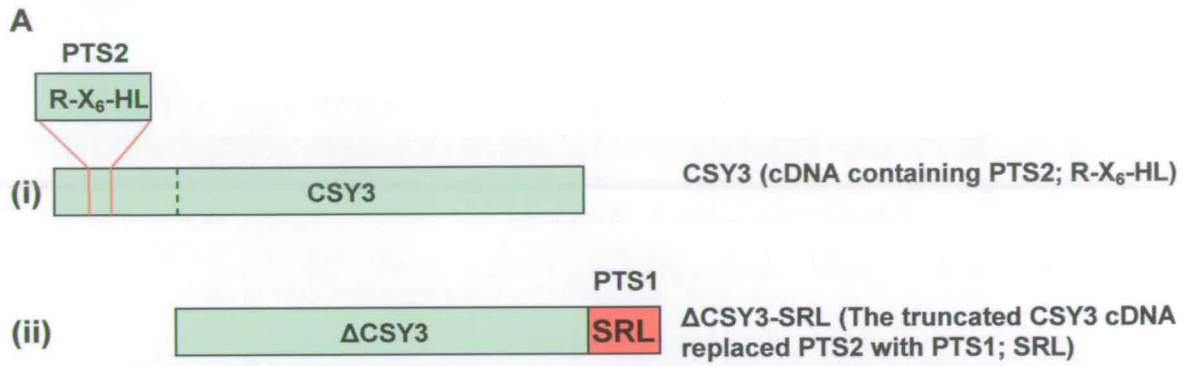 A
PTS2
R-X₆-HL
(i)
CSY3
CSY3 (cDNA containing PTS2; R-X₆-HL)
PTS1
(ii)
ΔCSY3
SRL
ΔCSY3-SRL (The truncated CSY3 cDNA
replaced PTS2 with PTS1; SRL)